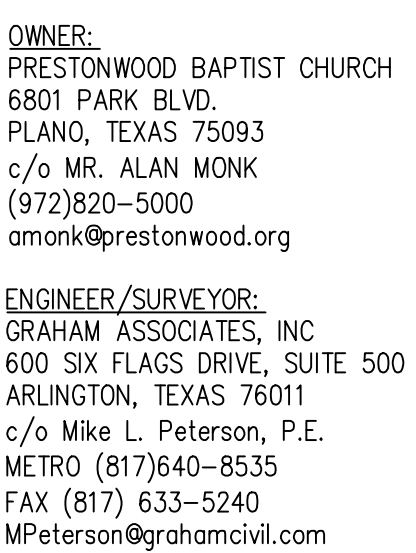 OWNER:
PRESTONWOOD BAPTIST CHURCH
6801 PARK BLVD.
PLANO, TEXAS 75093
c/o MR. ALAN MONK
(972)820-5000
amonk@prestonwood.org
ENGINEER/SURVEYOR:
GRAHAM ASSOCIATES, INC
600 SIX FLAGS DRIVE, SUITE 500
ARLINGTON, TEXAS 76011
c/o Mike L. Peterson, P.E.
METRO (817)640-8535
FAX (817) 633-5240
MPeterson@grahamcivil.com